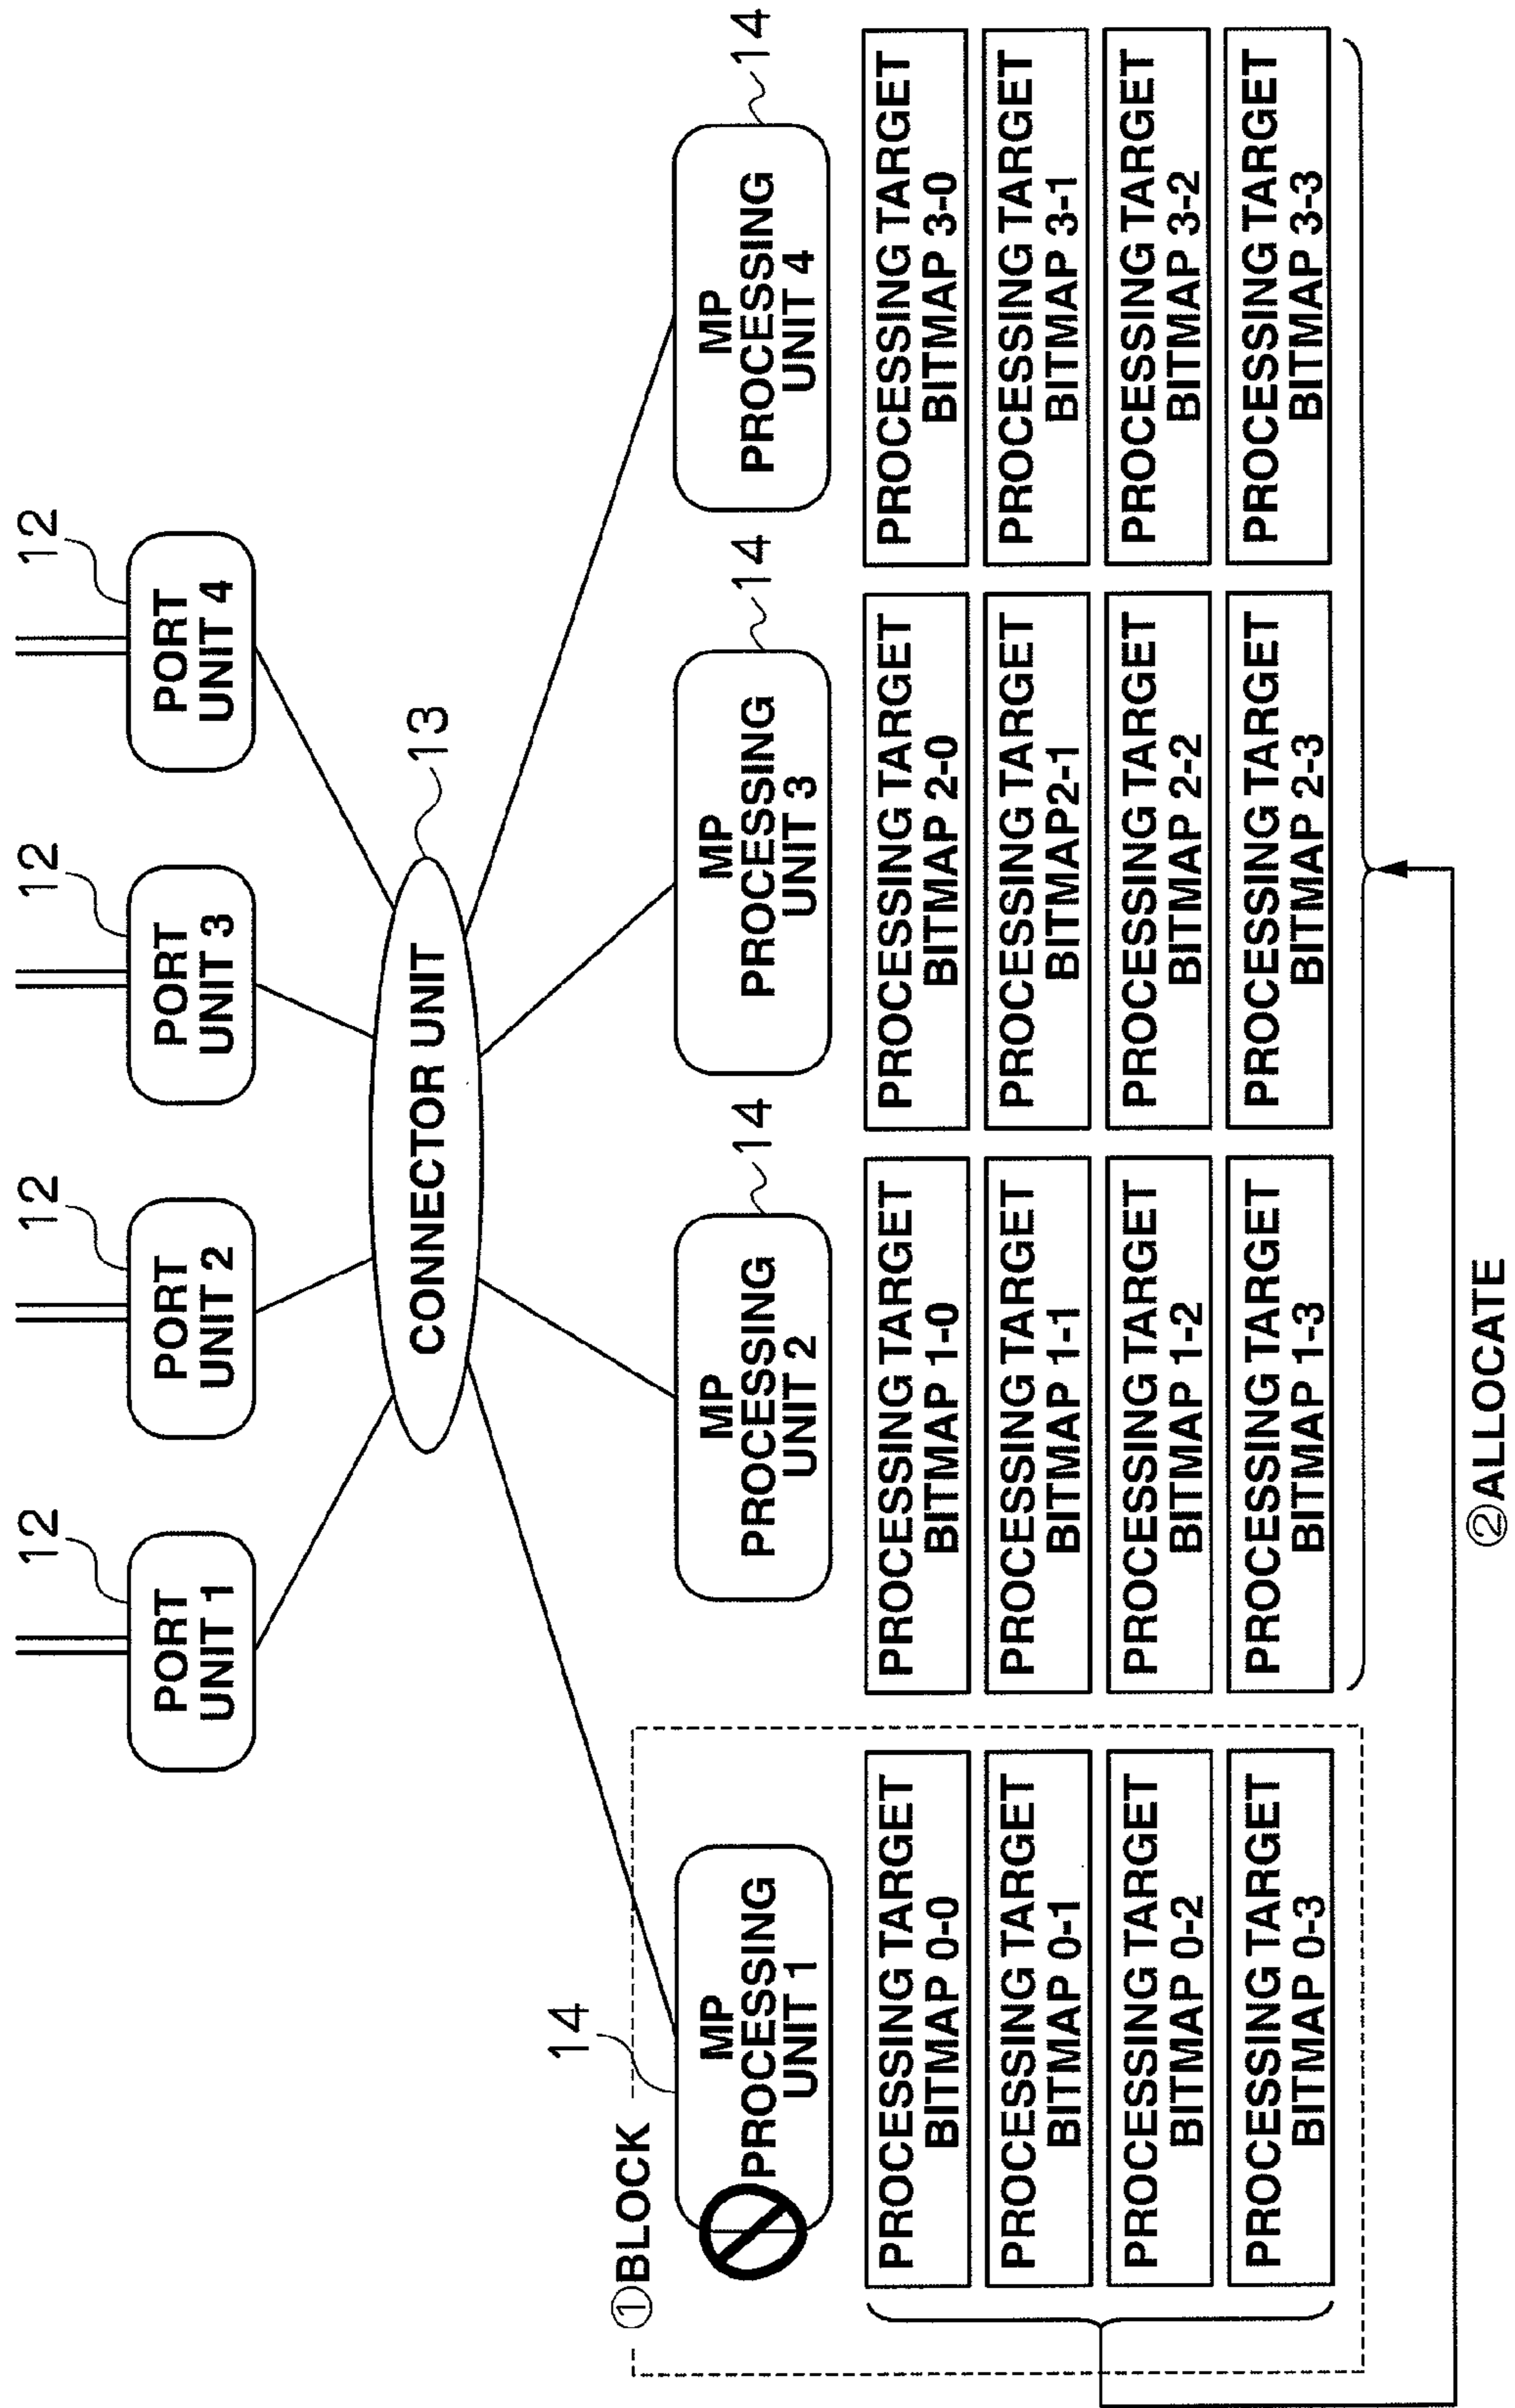 12
12
12
12
PORT
UNIT 1
PORT
UNIT 2
PORT
UNIT 3
PORT
UNIT 4
CONNECTOR UNIT
13
①BLOCK
14
14
14
14
MP
PROCESSING
UNIT 1
MP
PROCESSING
UNIT 2
MP
PROCESSING
UNIT 3
MP
PROCESSING
UNIT 4
PROCESSING TARGET
BITMAP 0-0
PROCESSING TARGET
BITMAP 0-1
PROCESSING TARGET
BITMAP 0-2
PROCESSING TARGET
BITMAP 0-3
PROCESSING TARGET
BITMAP 1-0
PROCESSING TARGET
BITMAP 1-1
PROCESSING TARGET
BITMAP 1-2
PROCESSING TARGET
BITMAP 1-3
PROCESSING TARGET
BITMAP 2-0
PROCESSING TARGET
BITMAP2-1
PROCESSING TARGET
BITMAP 2-2
PROCESSING TARGET
BITMAP 2-3
PROCESSING TARGET
BITMAP 3-0
PROCESSING TARGET
BITMAP 3-1
PROCESSING TARGET
BITMAP 3-2
PROCESSING TARGET
BITMAP 3-3
②ALLOCATE